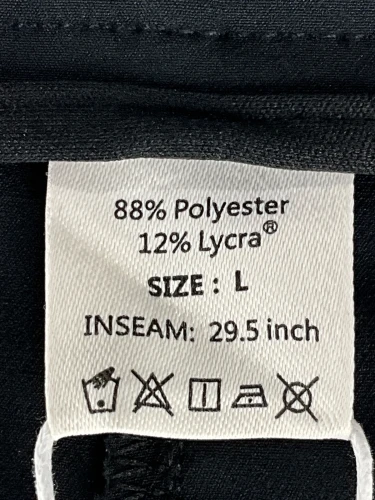 88% Polyester
12% Lycra®
SIZE: L
INSEAM: 29.5 inch